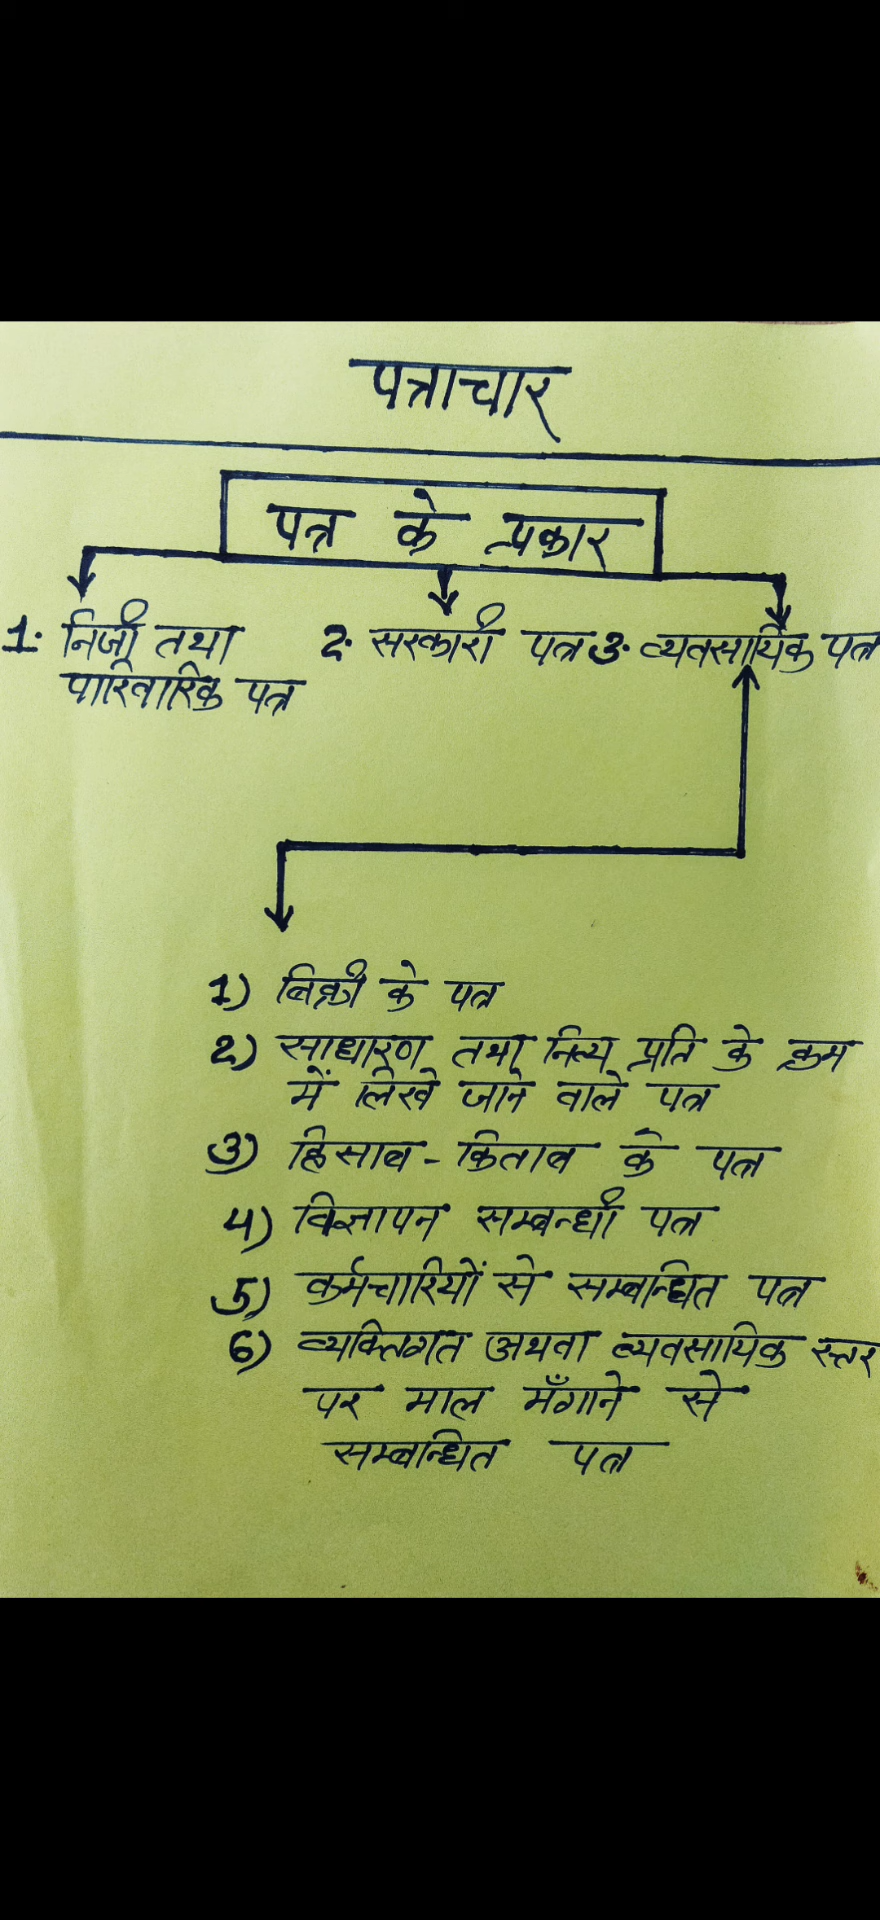 पत्राचार
पत्र के प्रकार
1. निजी तथा 2. सरकारी पत्र 3. व्यवसायिक पत्र
पारिवारिक पत्र
1) बिक्री के पत्र
2) साधारण तथा नित्य प्रति के क्रम
में लिखे जाने वाले पत्र
3) हिसाब - किताब के पत्र
4) विज्ञापन सम्बन्धी पत्र
5) कर्मचारियों से सम्बन्धित पत्र
6) व्यक्तिगत अथवा व्यवसायिक स्तर
पर माल मँगाने से
सम्बन्धित पत्र